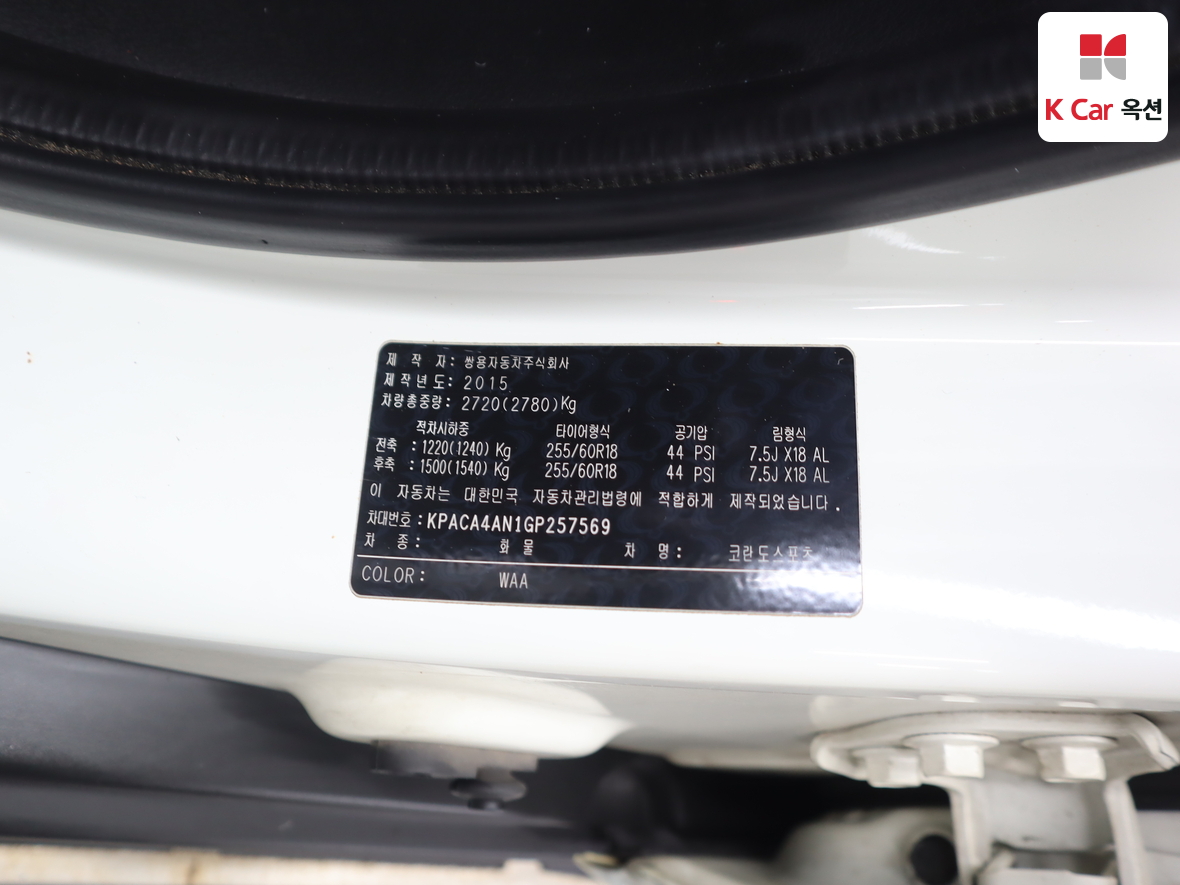 K Car 옥션
제 작 자 : 쌍용자동차주식회사
제작년도: 2015
차량총중량: 2720(2780)Kg
적차시하중 타이어형식 공기압 림형식
전축 : 1220(1240) Kg 255/60R18 44 PSI 7.5J X18 AL
후축 : 1500(1540) Kg 255/60R18 44 PSI 7.5J X18 AL
이 자동차는 대한민국 자동차관리법령에 적합하게 제작되었습니다.
차대번호 : KPACA4AN1GP257569
차 종 : 화 물 차 명 : 코란도스포츠
COLOR: WAA